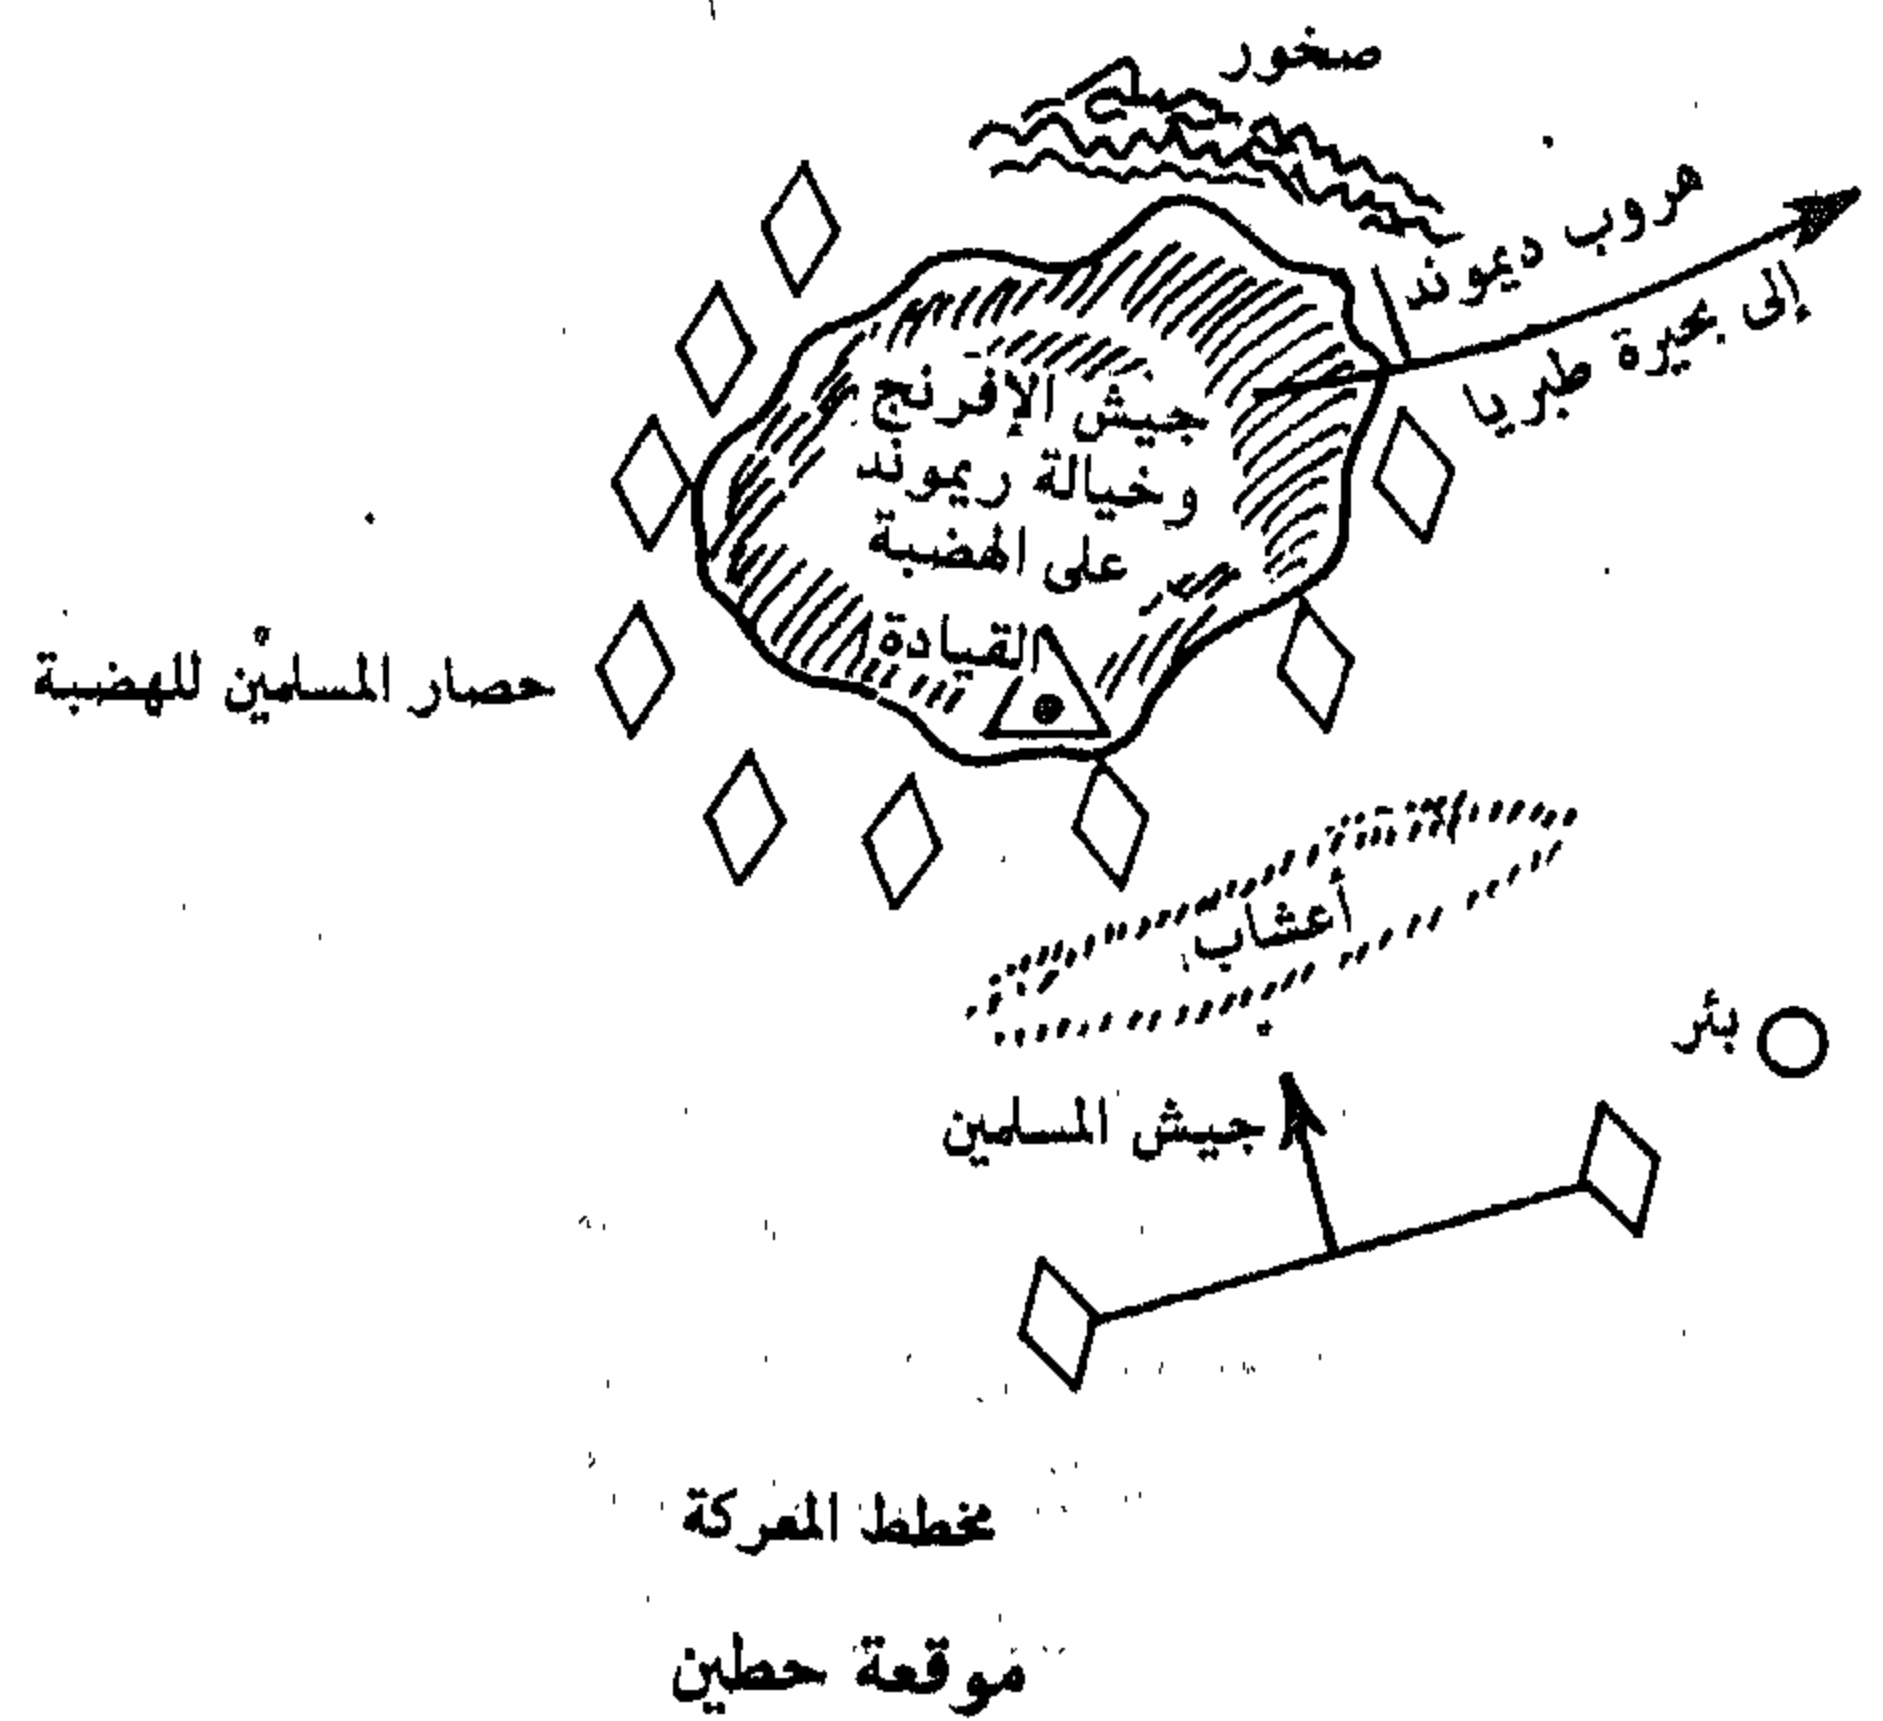 صخور
هروب ديموند
إلى بحيرة طبريا
جيش الإفرنج
وخيالة ريموند
على الهضبة
القيادة
حصار المسلمين للهضبة
أعشاب
بئر
جيش المسلمين
مخطط المعركة
موقعة حطين